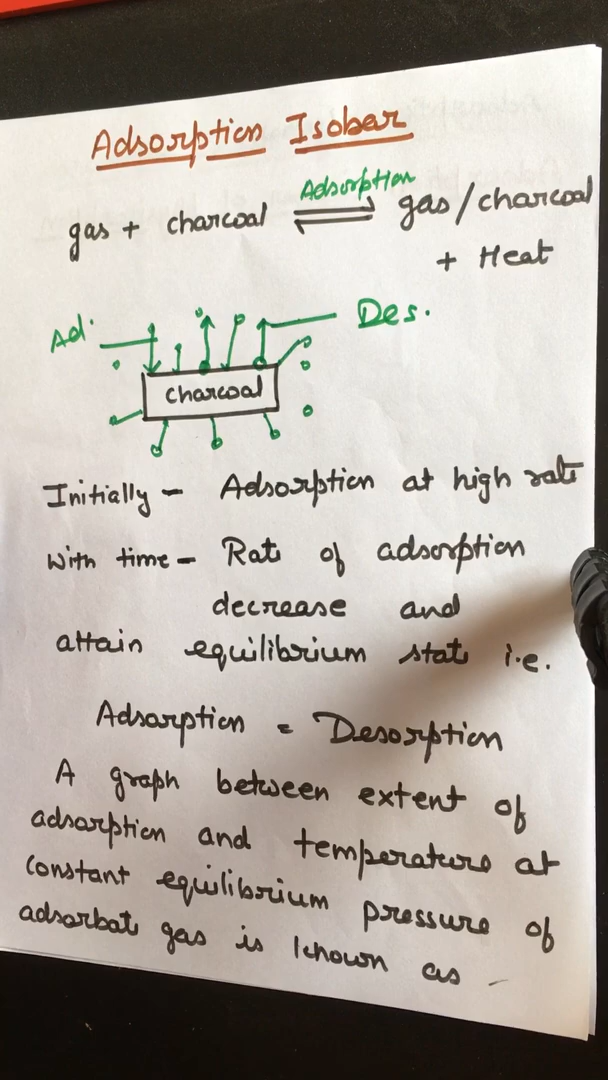 Adsorption Isobar
Adsorption
gas + charcoal ⇌ gas/charcoal
+ Heat
Ad.
Des.
charcoal
Initially - Adsorption at high rate
With time - Rate of adsorption
decrease and
attain equilibrium state i.e.
Adsorption = Desorption
A graph between extent of
adsorption and temperature at
constant equilibrium pressure of
adsorbate gas is known as -